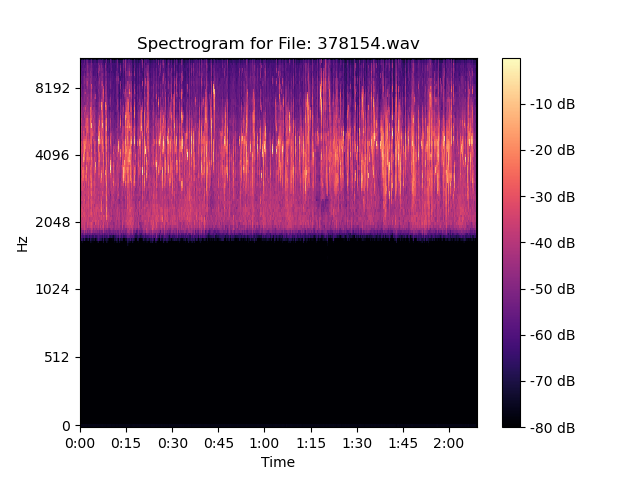 Spectrogram for File: 378154.wav
8192
4096
2048
1024
512
0
Hz
0:00 0:15 0:30 0:45 1:00 1:15 1:30 1:45 2:00
Time
-10 dB
-20 dB
-30 dB
-40 dB
-50 dB
-60 dB
-70 dB
-80 dB